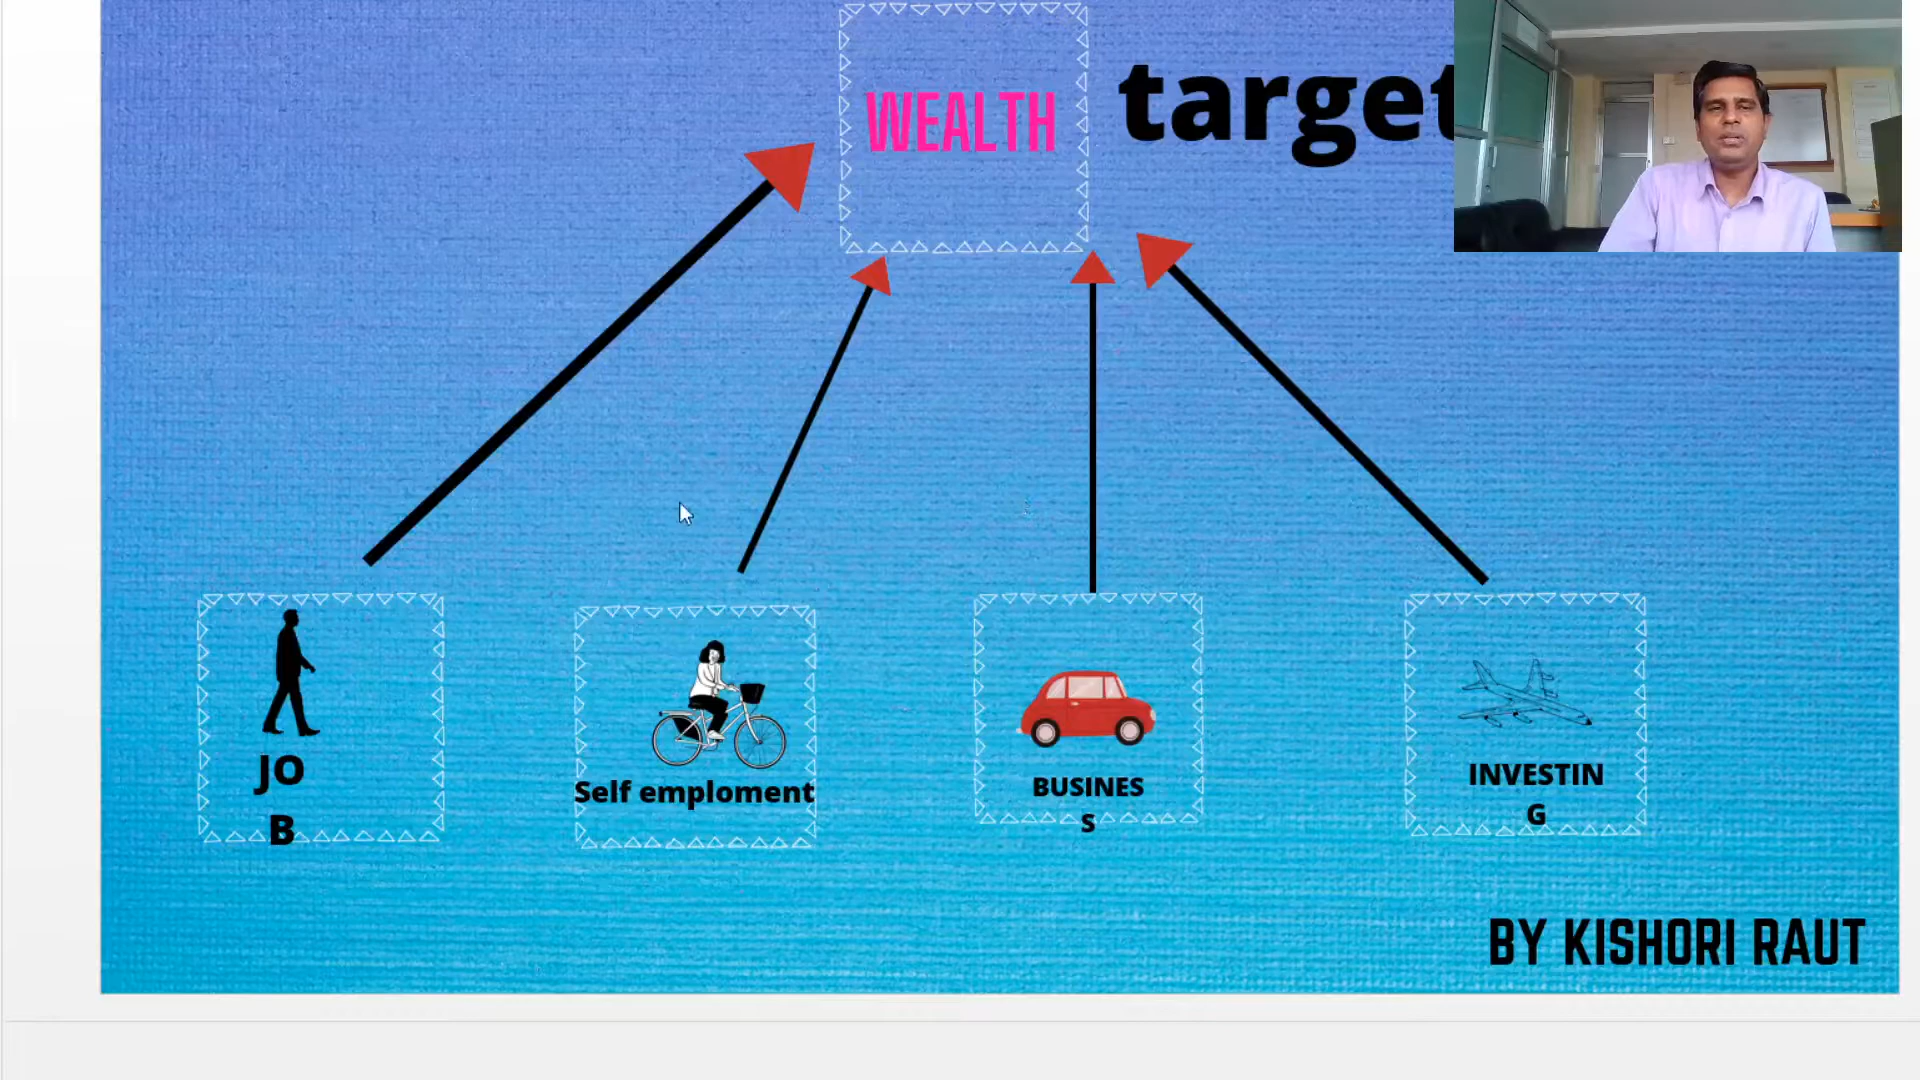 WEALTH
target
JO
B
Self emploment
BUSINES
S
INVESTIN
G
BY KISHORI RAUT